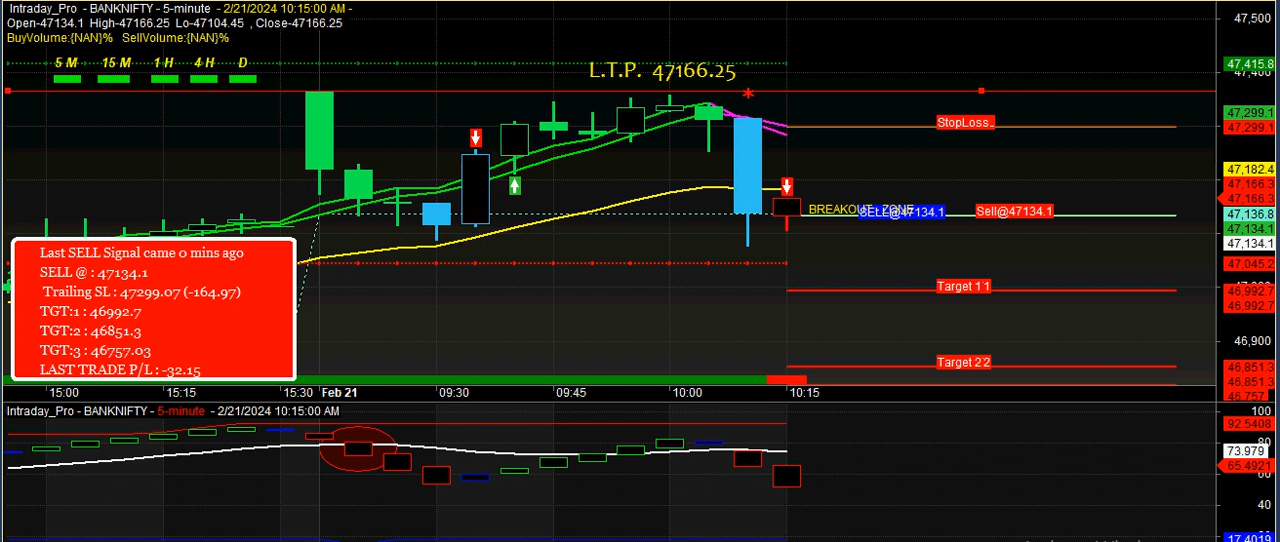 Intraday_Pro - BANKNIFTY - 5-minute - 2/21/2024 10:15:00 AM -
Open-47134.1 High-47166.25 Lo-47104.45 , Close-47166.25
BuyVolume:{NAN}% SellVolume:{NAN}%
5 M 15 M 1 H 4 H D
L.T.P. 47166.25
47,500
47,415.8
47,400
47,299.1
47,299.1
47,182.4
47,166.3
47,166.3
47,136.8
47,134.1
47,134.1
47,045.2
46,992.7
46,992.7
46,900
46,851.3
46,851.3
46,757
StopLoss
BREAKOUT ZONE
SELL@47134.1
Sell@47134.1
Target 1 1
Target 2 2
Last SELL Signal came 0 mins ago
SELL @ : 47134.1
Trailing SL : 47299.07 (-164.97)
TGT:1 : 46992.7
TGT:2 : 46851.3
TGT:3 : 46757.03
LAST TRADE P/L : -32.15
15:00 15:15 15:30 Feb 21 09:30 09:45 10:00 10:15
Intraday_Pro - BANKNIFTY - 5-minute - 2/21/2024 10:15:00 AM
100
92.5408
80
73.979
65.4921
60
40
17.4019